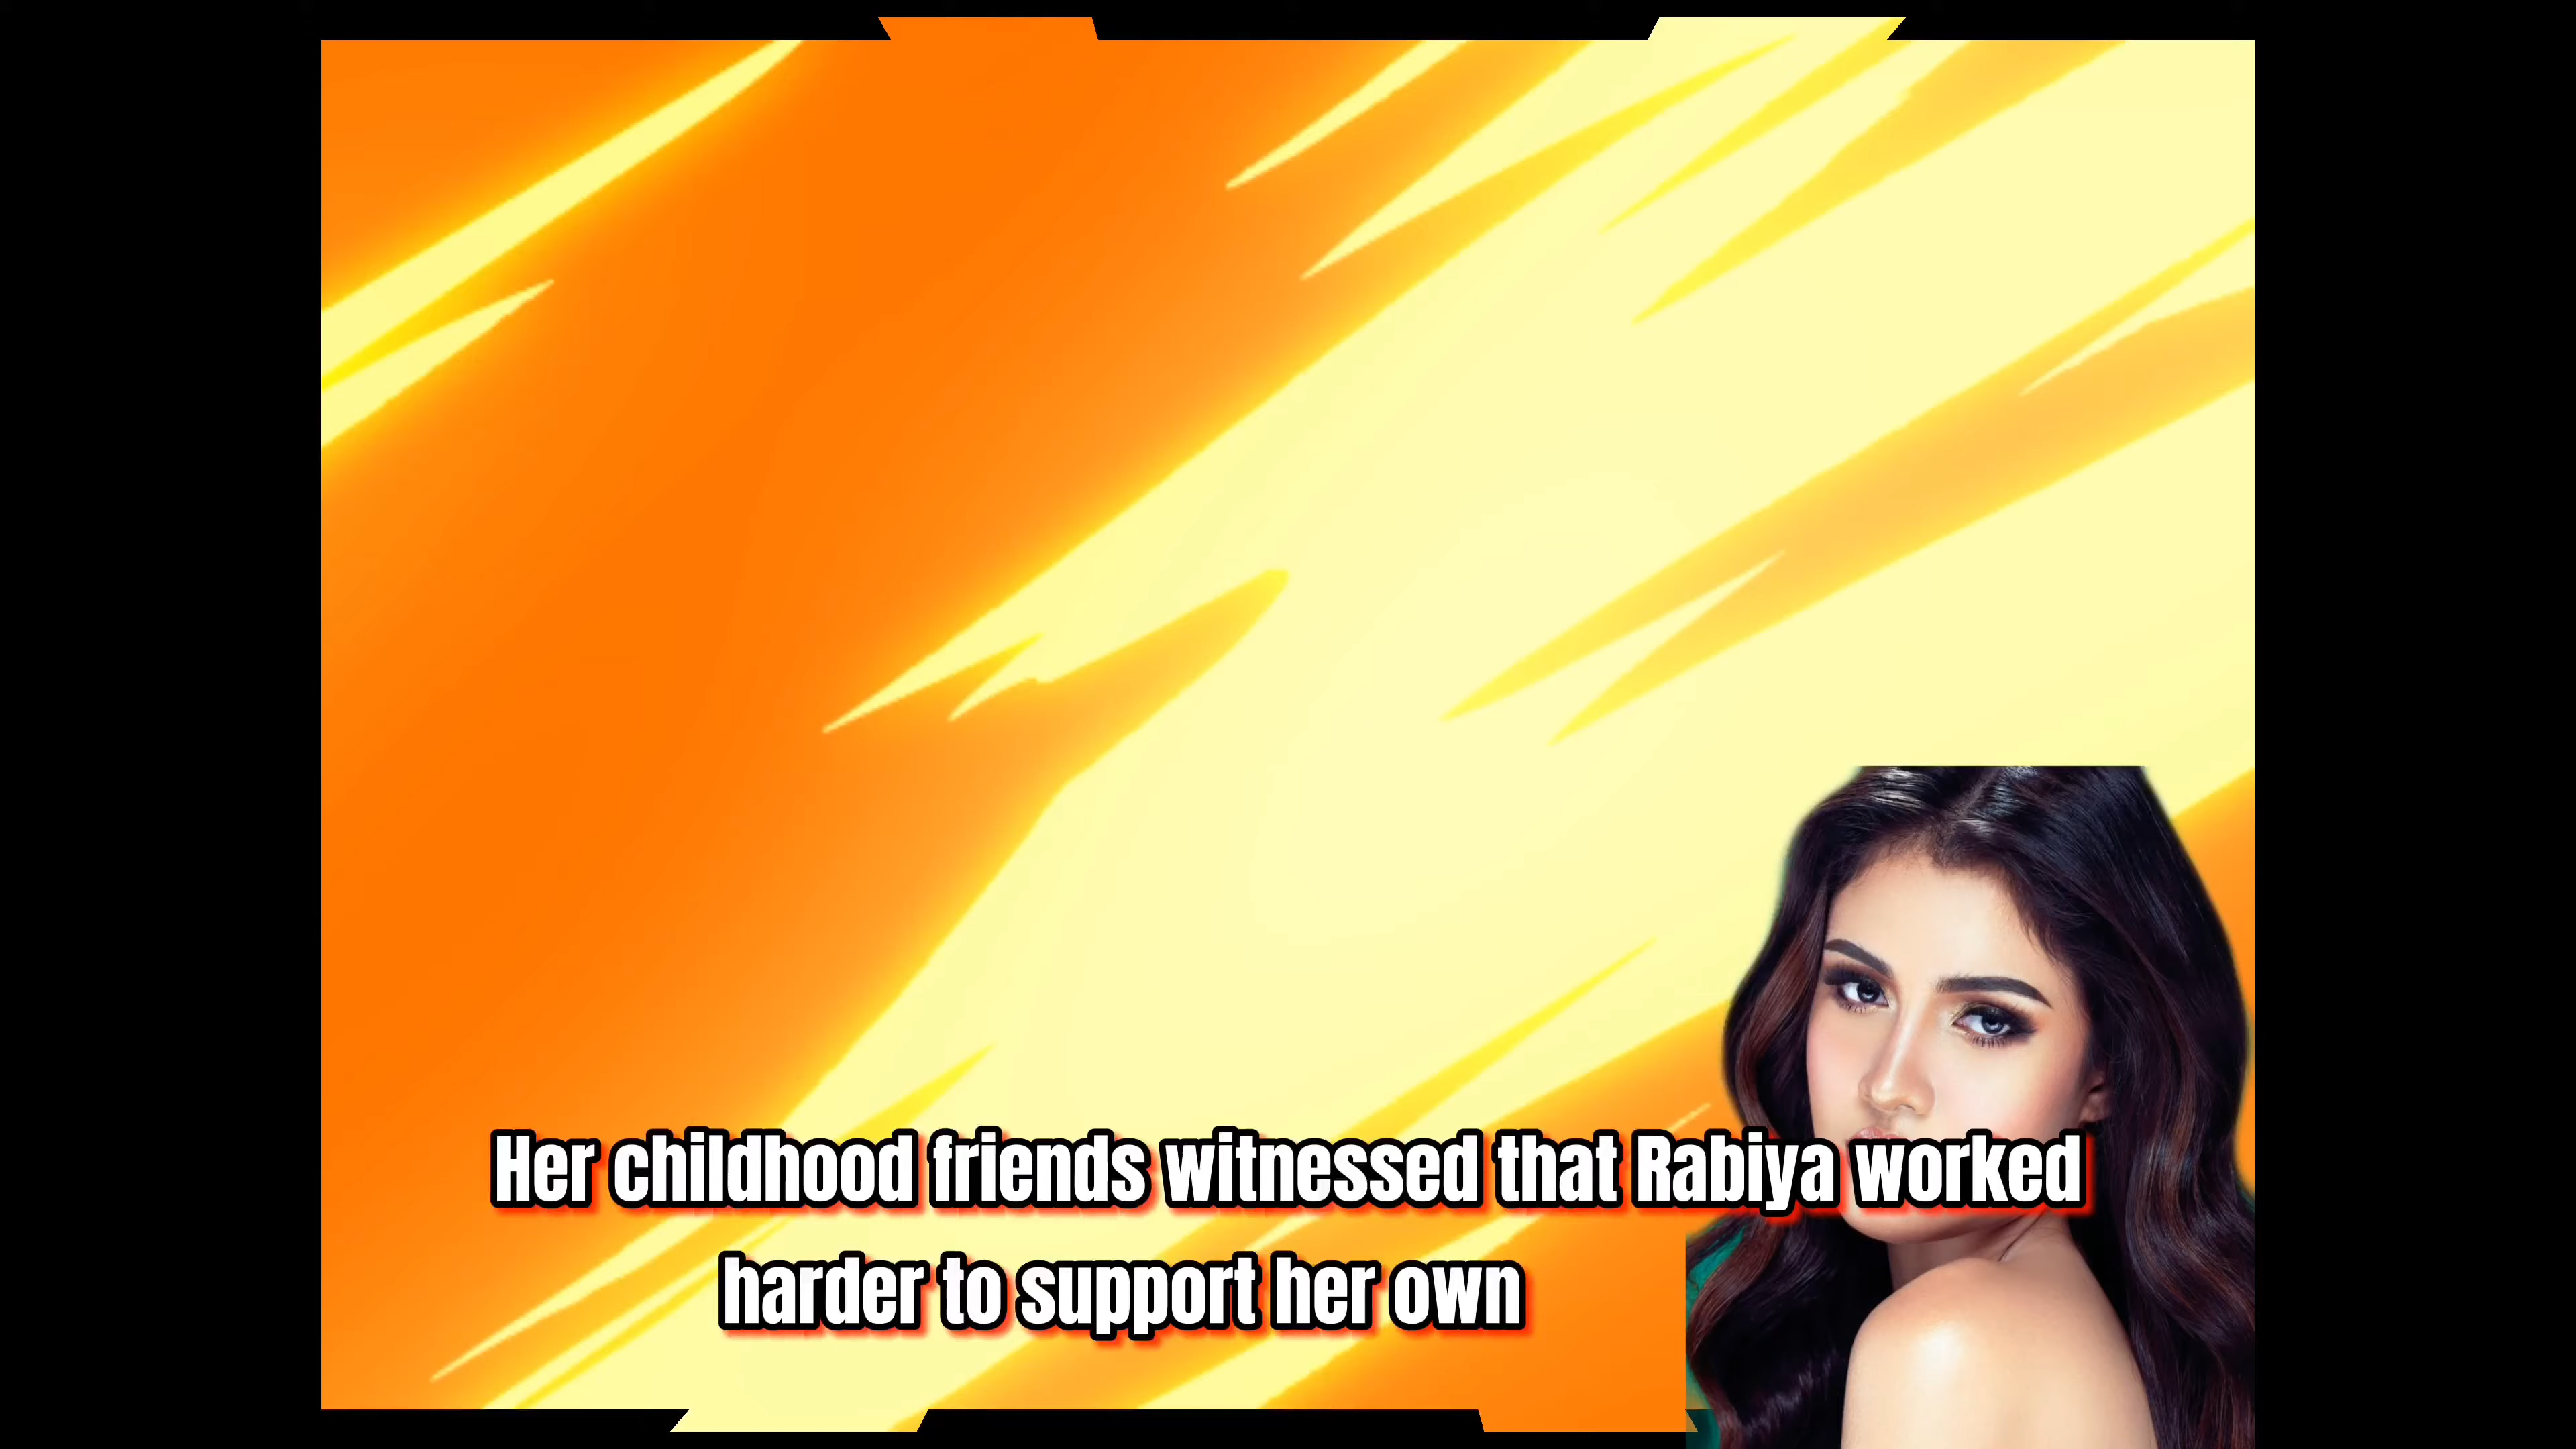 Her childhood friends witnessed that Rabiya worked
harder to support her own